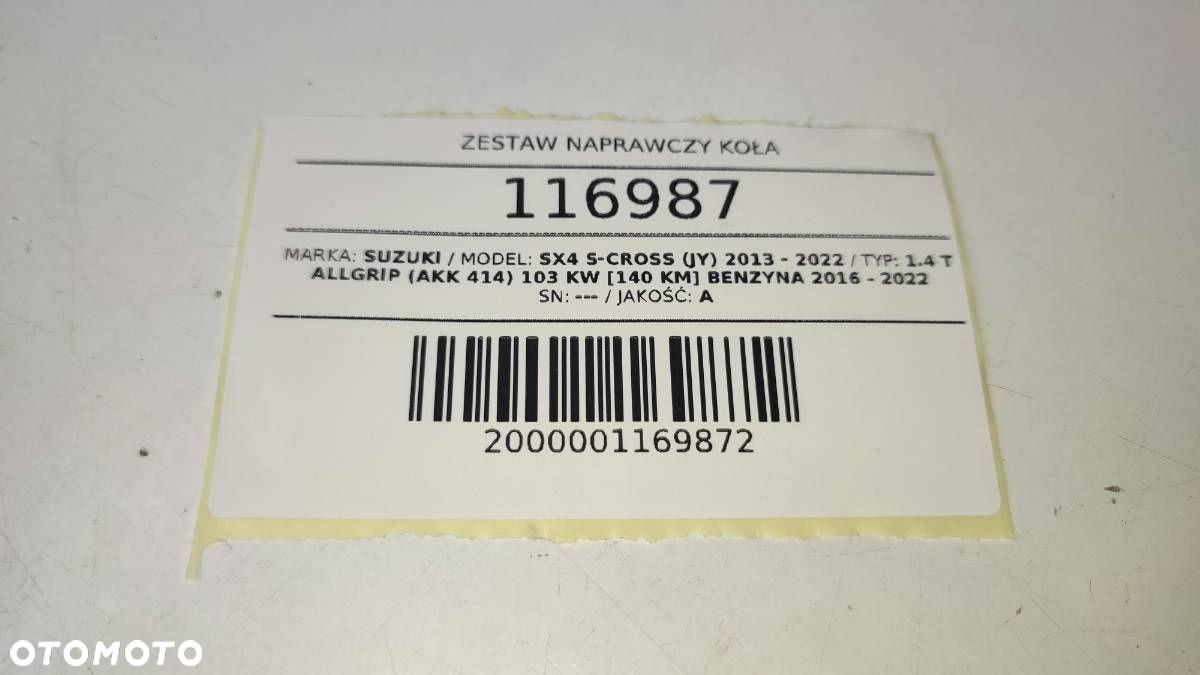 ZESTAW NAPRAWCZY KOŁA
116987
MARKA: SUZUKI / MODEL: SX4 S-CROSS (JY) 2013 - 2022 / TYP: 1.4 T
ALLGRIP (AKK 414) 103 KW [140 KM] BENZYNA 2016 - 2022
SN: --- / JAKOŚĆ: A
2000001169872
OTOMOTO